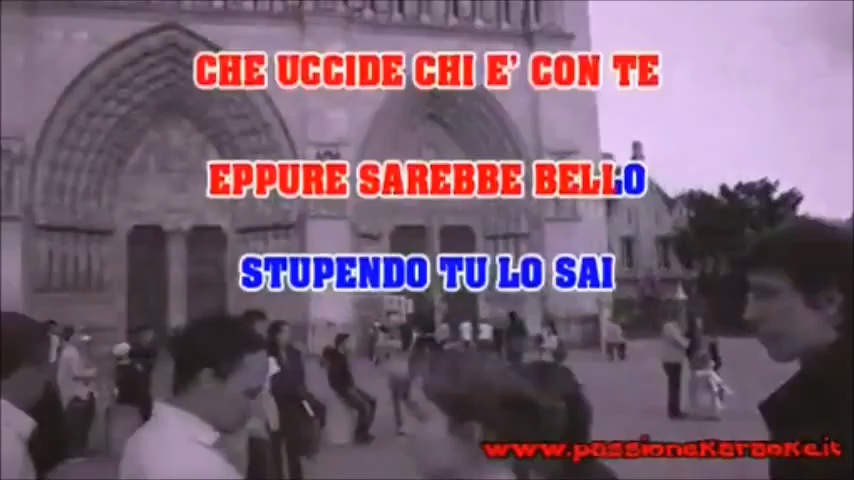 CHE UCCIDE CHI E' CON TE
EPPURE SAREBBE BELLO
STUPENDO TU LO SAI
www.passionekaraoke.it